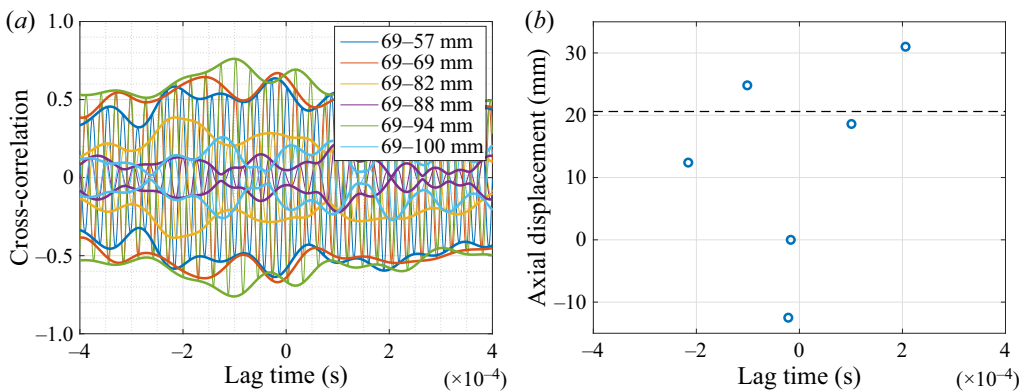 (a)
1.0
0.5
0
−0.5
−1.0
Cross-correlation
69–57 mm
69–69 mm
69–82 mm
69–88 mm
69–94 mm
69–100 mm
−4
−2
0
2
4
Lag time (s)
(×10−4)
(b)
30
20
10
0
−10
Axial displacement (mm)
−4
−2
0
2
4
Lag time (s)
(×10−4)